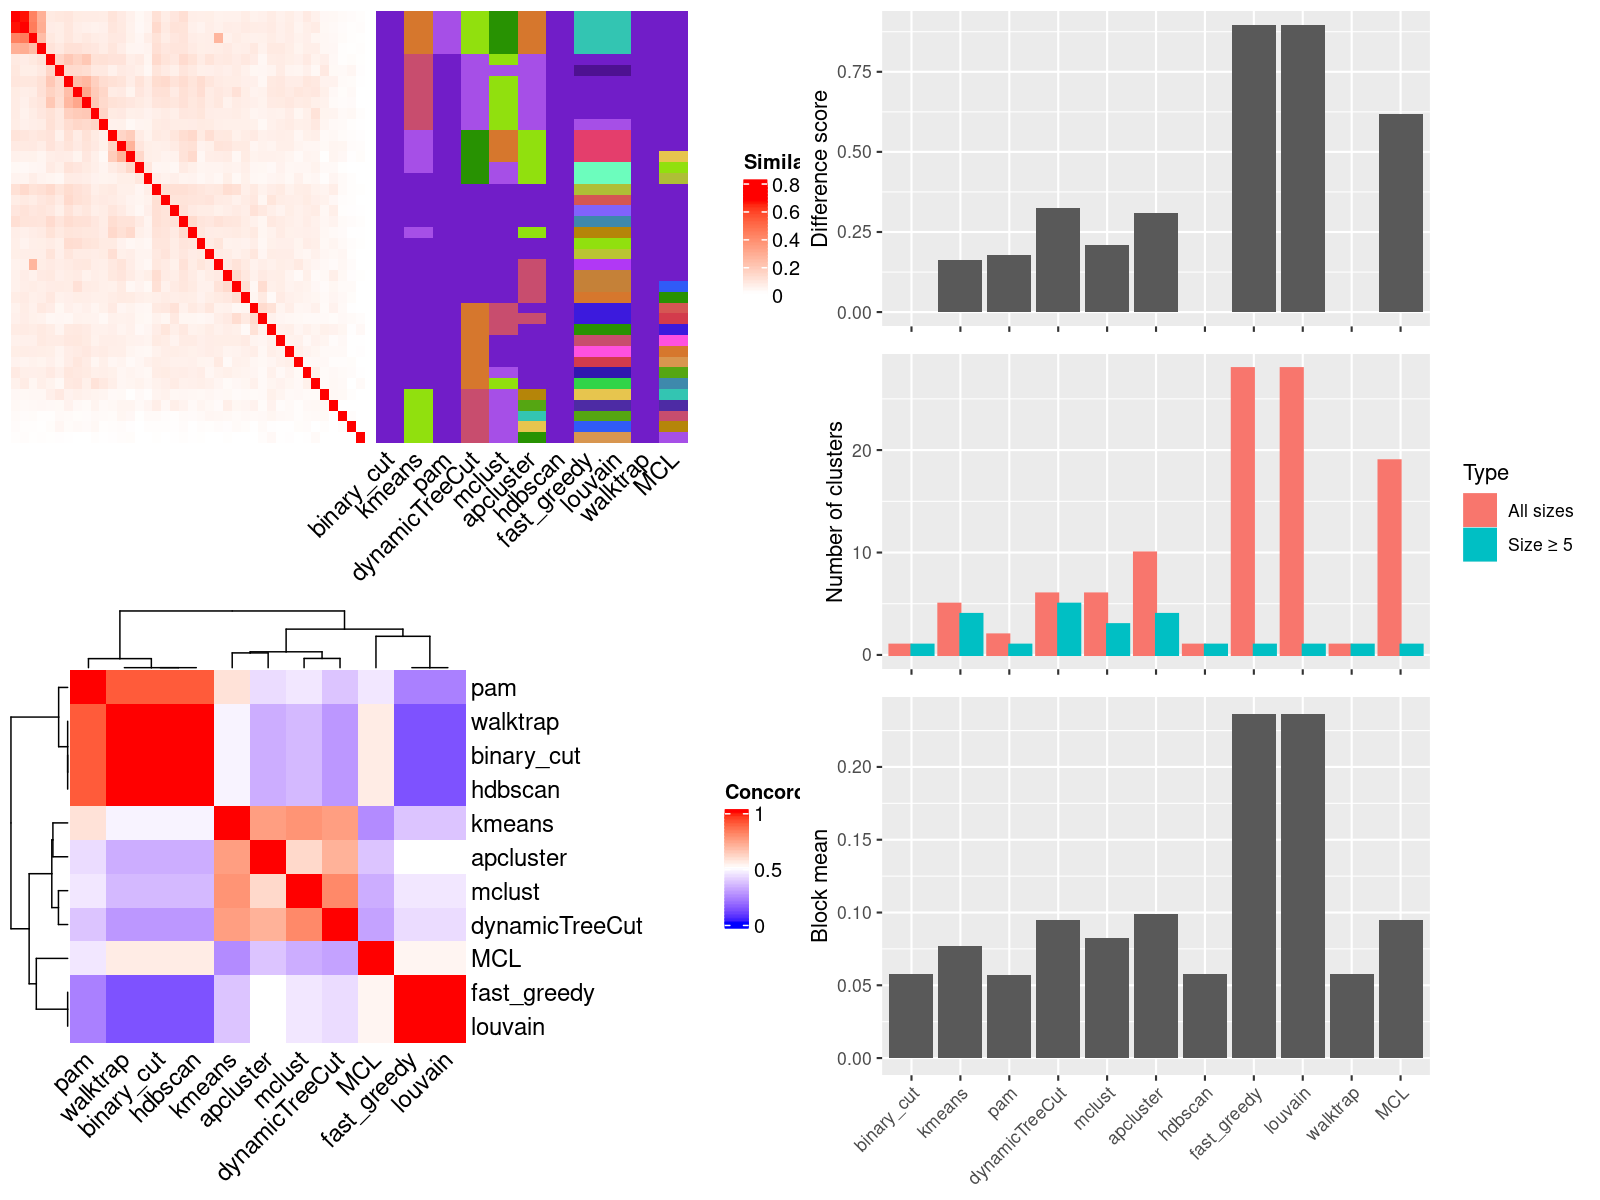 Simila
0.8
0.6
0.4
0.2
0
binary_cut
kmeans
pam
dynamicTreeCut
mclust
apcluster
hdbscan
fast_greedy
louvain
walktrap
MCL
Difference score
0.75
0.50
0.25
0.00
Number of clusters
20
10
0
Type
All sizes
Size ≥ 5
pam
walktrap
binary_cut
hdbscan
kmeans
apcluster
mclust
dynamicTreeCut
MCL
fast_greedy
louvain
Concord
1
0.5
0
pam
walktrap
binary_cut
hdbscan
kmeans
apcluster
mclust
dynamicTreeCut
MCL
fast_greedy
louvain
Block mean
0.20
0.15
0.10
0.05
0.00
binary_cut
kmeans
pam
dynamicTreeCut
mclust
apcluster
hdbscan
fast_greedy
louvain
walktrap
MCL